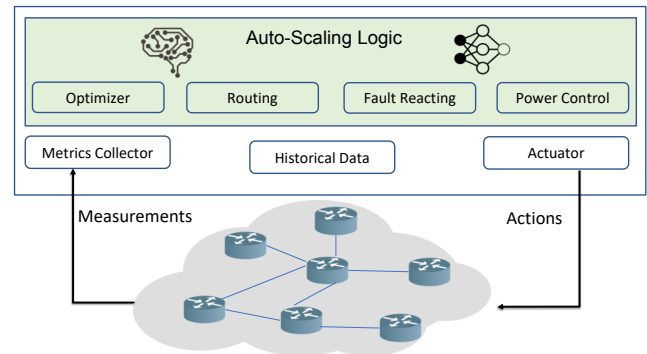 Auto-Scaling Logic
Optimizer
Routing
Fault Reacting
Power Control
Metrics Collector
Historical Data
Actuator
Measurements
Actions